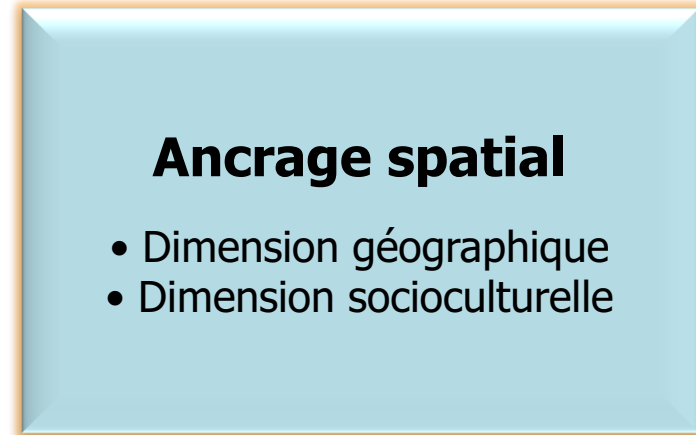 Ancrage spatial
• Dimension géographique
• Dimension socioculturelle